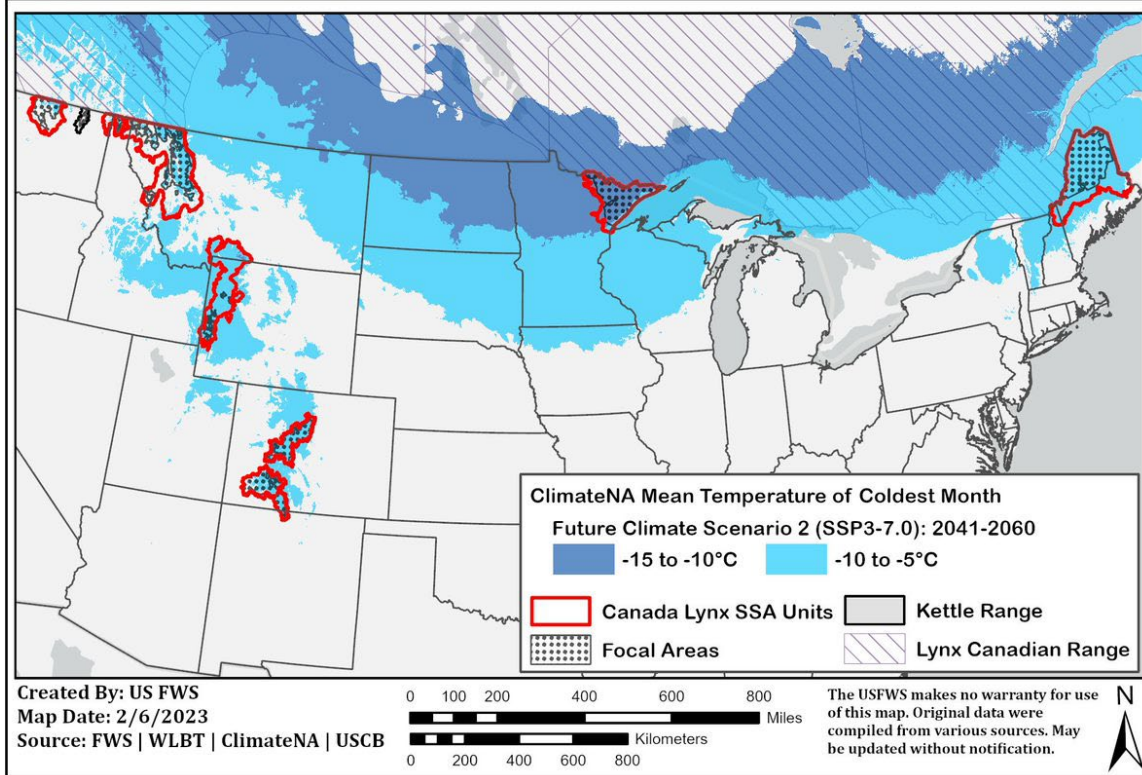 ClimateNA Mean Temperature of Coldest Month
Future Climate Scenario 2 (SSP3-7.0): 2041-2060
-15 to -10°C
-10 to -5°C
Canada Lynx SSA Units
Kettle Range
Focal Areas
Lynx Canadian Range
Created By: US FWS
Map Date: 2/6/2023
Source: FWS | WLBT | ClimateNA | USCB
0 100 200 400 600 800
Miles
Kilometers
0 200 400 600 800
The USFWS makes no warranty for use
of this map. Original data were
compiled from various sources. May
be updated without notification.
N